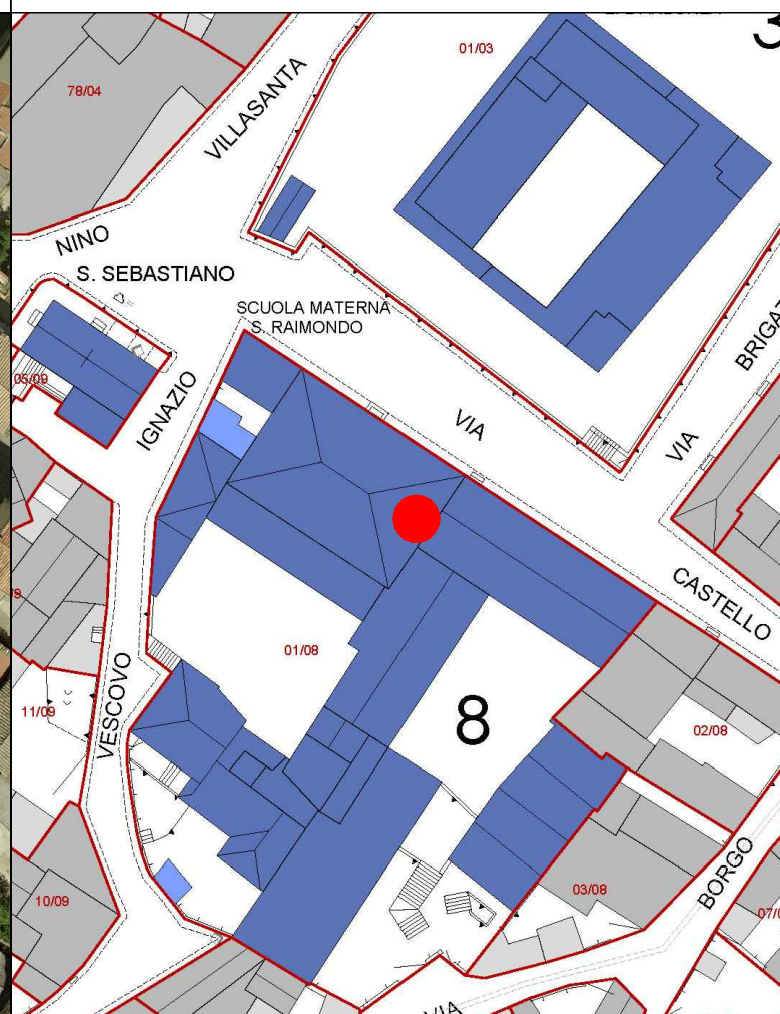 01/03
78/04
VILLASANTA
NINO
S. SEBASTIANO
SCUOLA MATERNA
S. RAIMONDO
05/09
IGNAZIO
VIA
VIA
BRIGA
CASTELLO
01/08
8
VESCOVO
11/09
02/08
10/09
03/08
BORGO
VIA